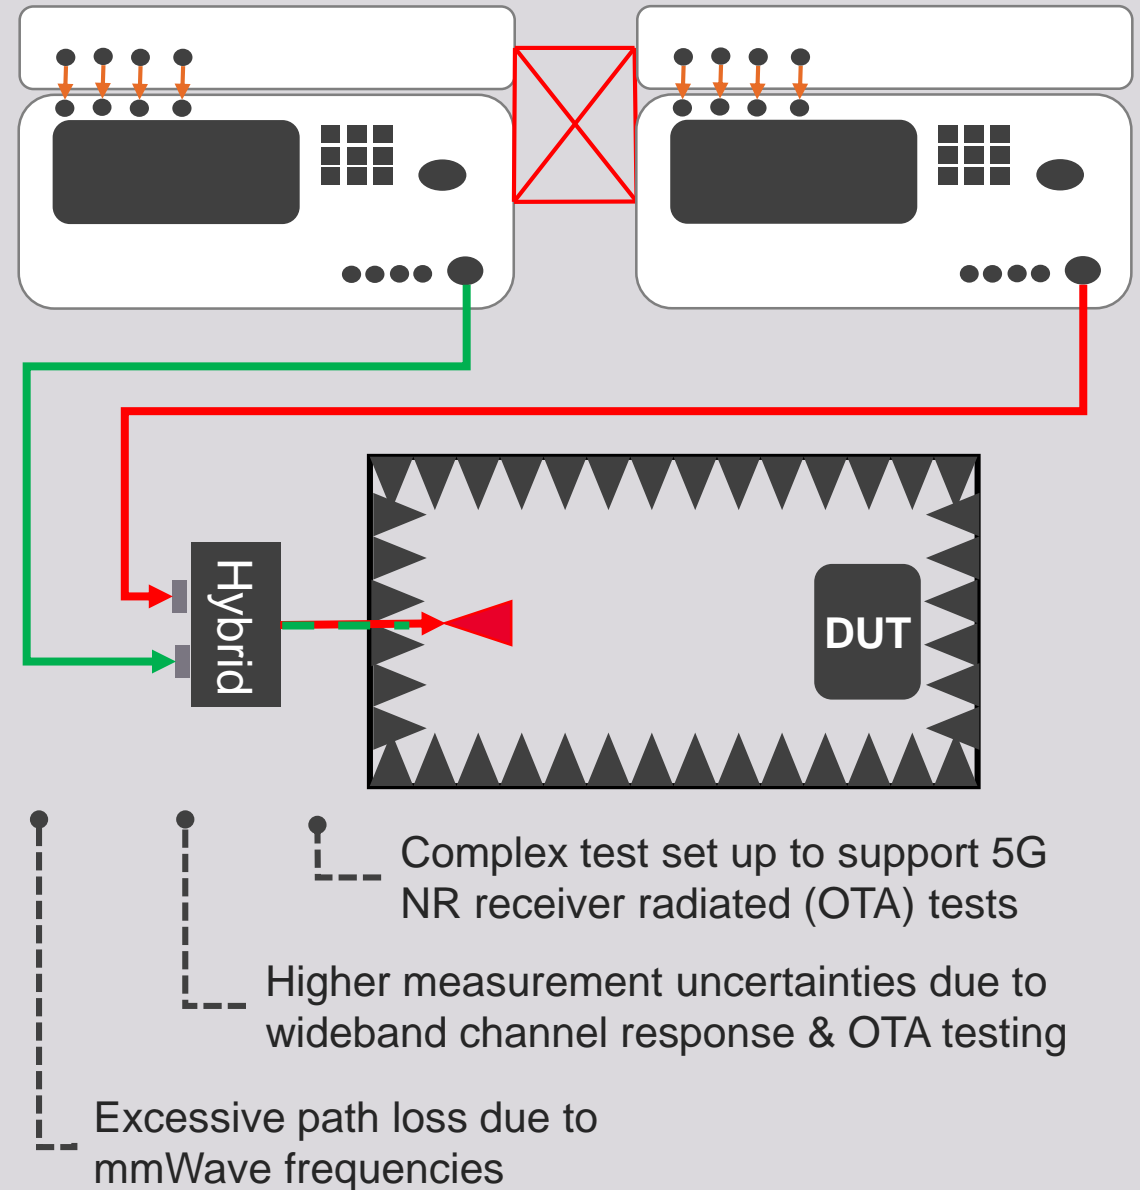 Hybrid
DUT
Complex test set up to support 5G
NR receiver radiated (OTA) tests
Higher measurement uncertainties due to
wideband channel response & OTA testing
Excessive path loss due to
mmWave frequencies